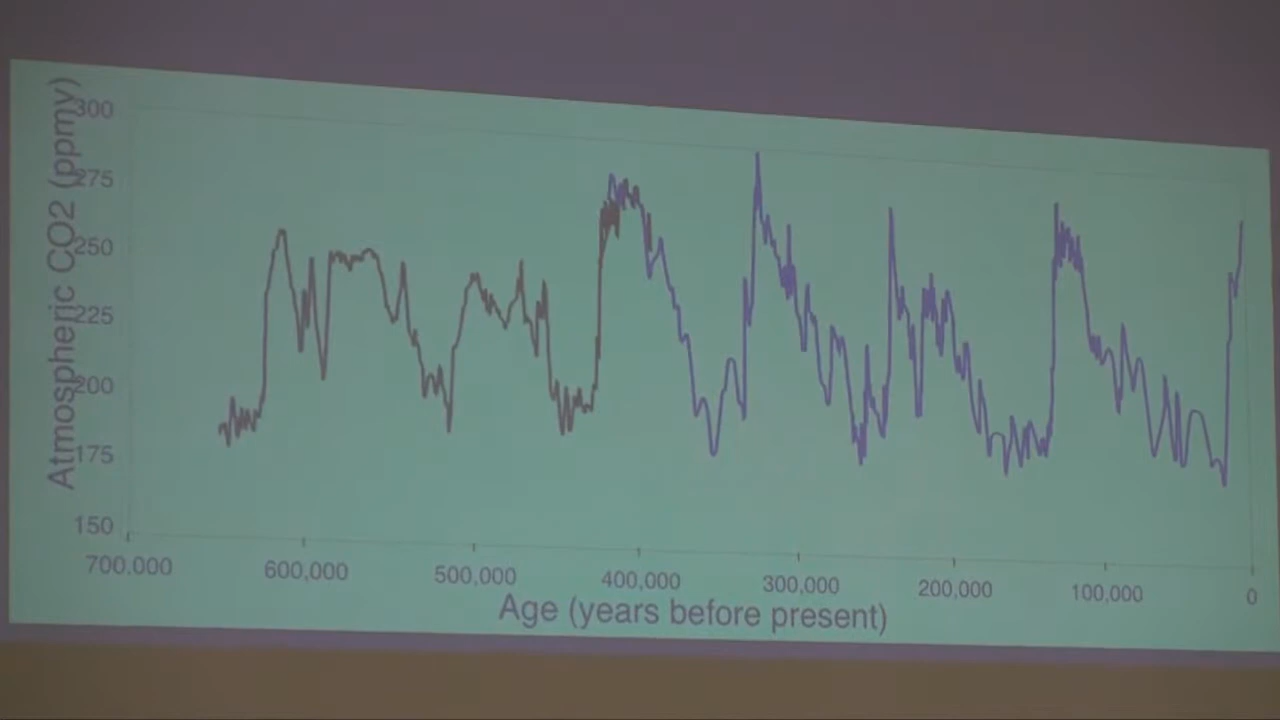 Atmospheric CO2 (ppmv)
300
275
250
225
200
175
150
700.000 600,000 500,000 400,000 300,000 200,000 100,000 0
Age (years before present)